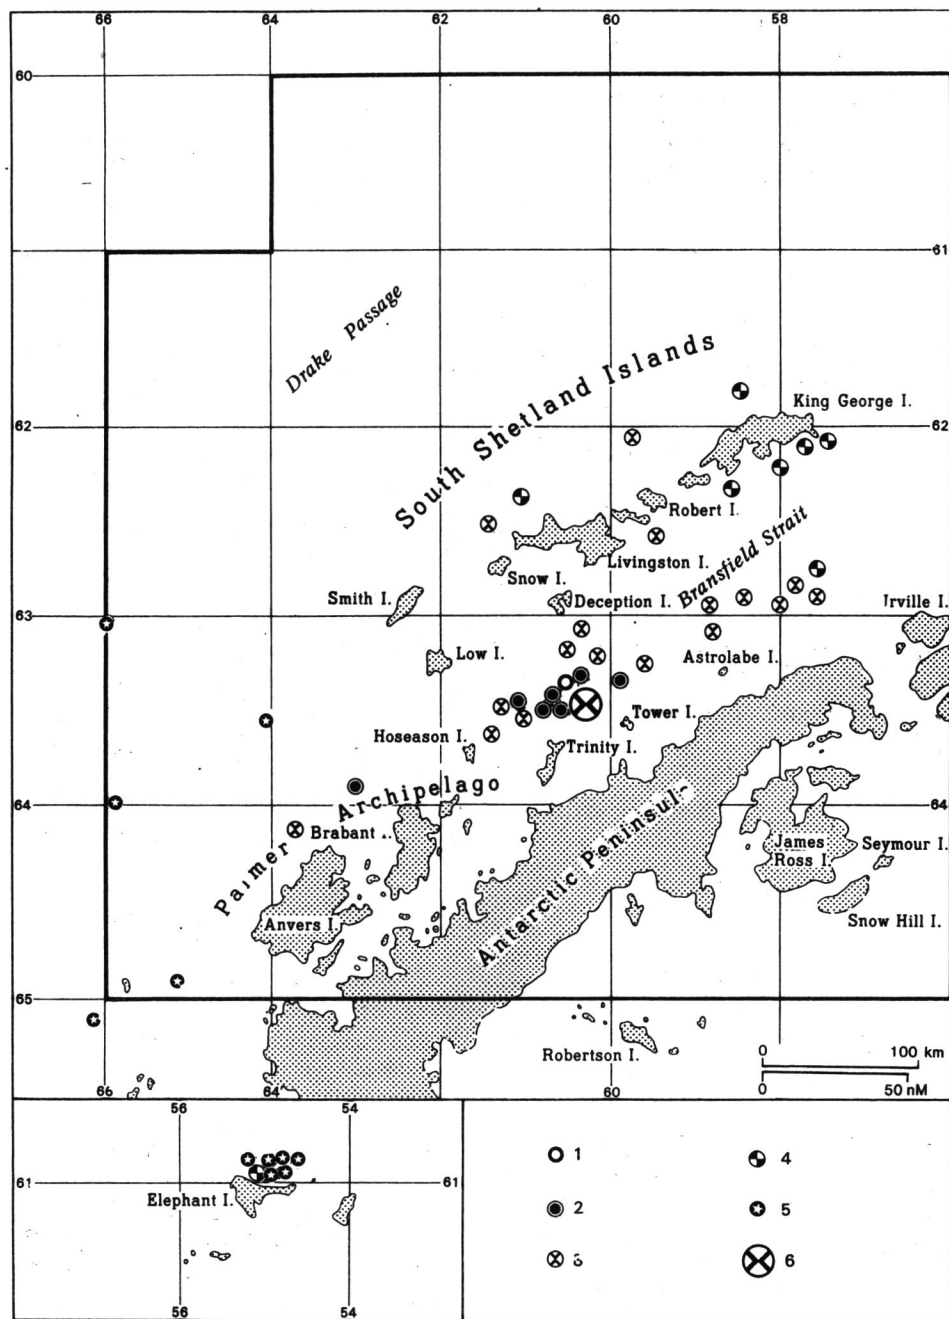 66 64 62 60 58
60
61
Drake Passage
South Shetland Islands
King George I.
62 62
Robert I.
Livingston I.
Bransfield Strait
Snow I.
Smith I.
Deception I.
63 63
Low I.
Astrolabe I.
Tower I.
Hoseason I.
Trinity I.
Archipelago
64 64
Brabant
James
Ross I.
Seymour I.
Anvers I.
Antarctic
Snow Hill I.
65 65
Robertson I.
0 100 km
0 50 nM
66 64 60
56 54
61 61
Elephant I.
56 54
1
2
4
5
6